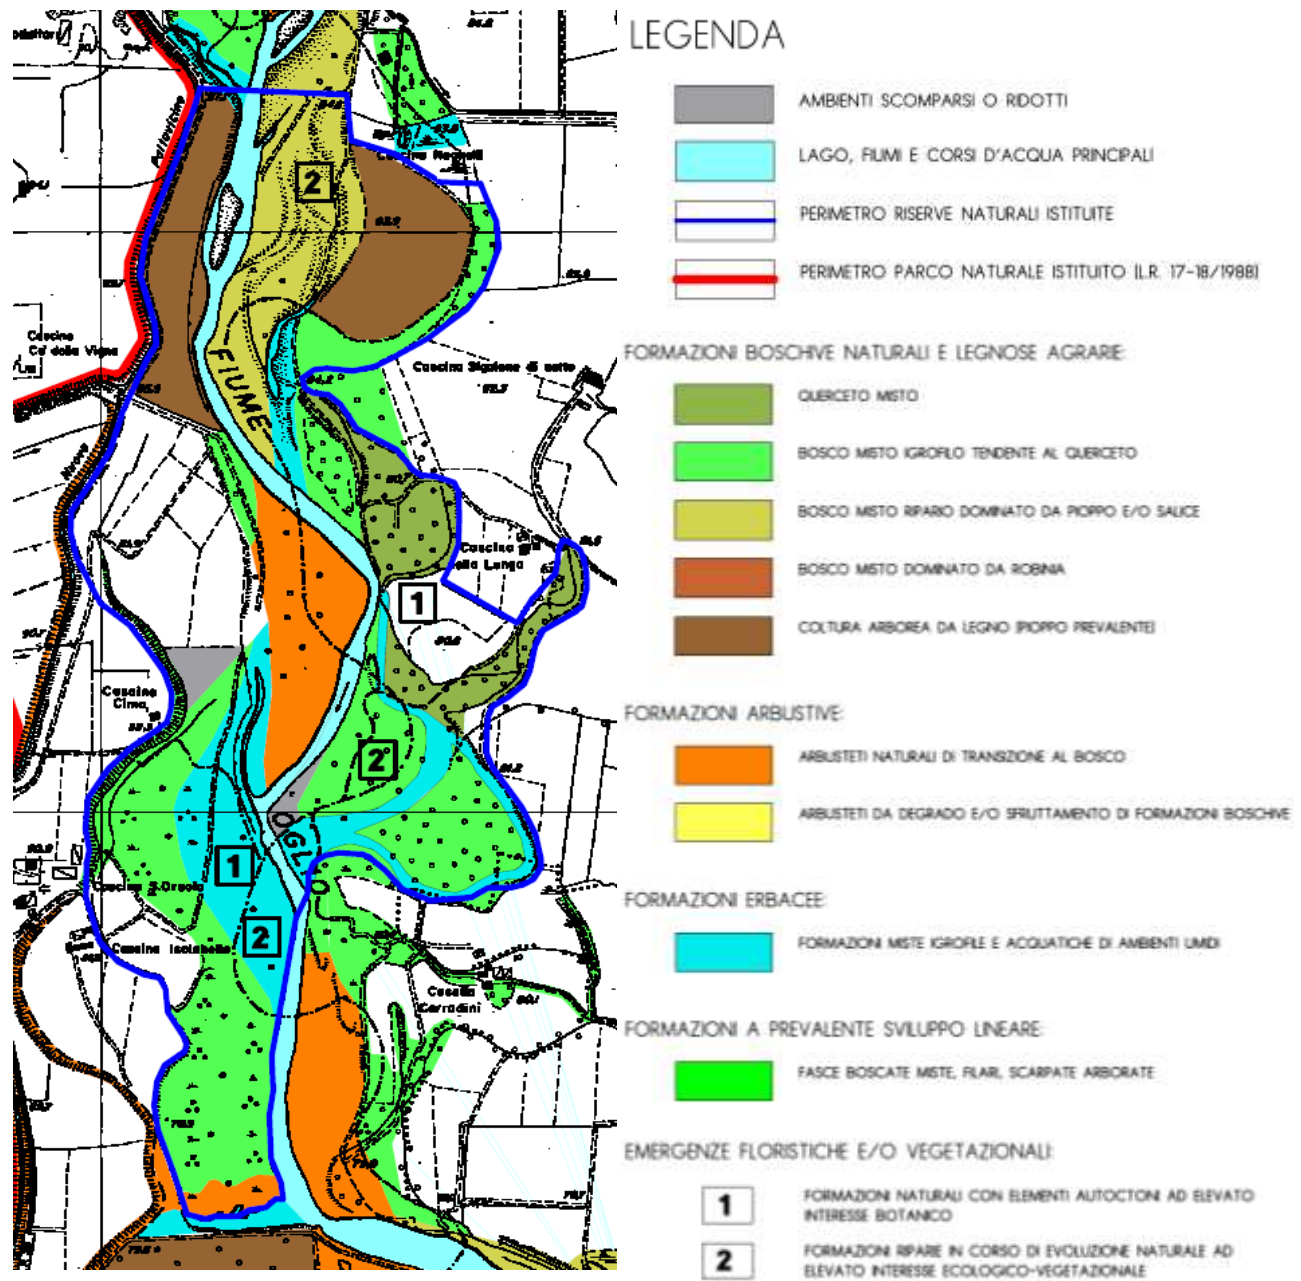 Pallavicina
2
Cascina
Ca' della Vigna
FIUME
Cascina Bigolone di sotto
Cascina
1
Cascina
Cima
2
OGLIO
1
Cascina S.Orsola
2
Cascina Isolabella
Casella
Cerradini
LEGENDA
AMBIENTI SCOMPARSI O RIDOTTI
LAGO, FIUMI E CORSI D'ACQUA PRINCIPALI
PERIMETRO RISERVE NATURALI ISTITUITE
PERIMETRO PARCO NATURALE ISTITUITO (L.R. 17-18/1988)
FORMAZIONI BOSCHIVE NATURALI E LEGNOSE AGRARIE:
QUERCETO MISTO
BOSCO MISTO IGROFILO TENDENTE AL QUERCETO
BOSCO MISTO RIPARIO DOMINATO DA PIOPPO E/O SALICE
BOSCO MISTO DOMINATO DA ROBINIA
COLTURA ARBOREA DA LEGNO (PIOPPO PREVALENTE)
FORMAZIONI ARBUSTIVE:
ARBUSTETI NATURALI DI TRANSIZIONE AL BOSCO
ARBUSTETI DA DEGRADO E/O SFRUTTAMENTO DI FORMAZIONI BOSCHIVE
FORMAZIONI ERBACEE:
FORMAZIONI MISTE IGROFILE E ACQUATICHE DI AMBIENTI UMIDI
FORMAZIONI A PREVALENTE SVILUPPO LINEARE:
FASCE BOSCATE MISTE, FILARI, SCARPATE ARBORATE
EMERGENZE FLORISTICHE E/O VEGETAZIONALI:
1 FORMAZIONI NATURALI CON ELEMENTI AUTOCTONI AD ELEVATO
INTERESSE BOTANICO
2 FORMAZIONI RIPARIE IN CORSO DI EVOLUZIONE NATURALE AD
ELEVATO INTERESSE ECOLOGICO-VEGETAZIONALE